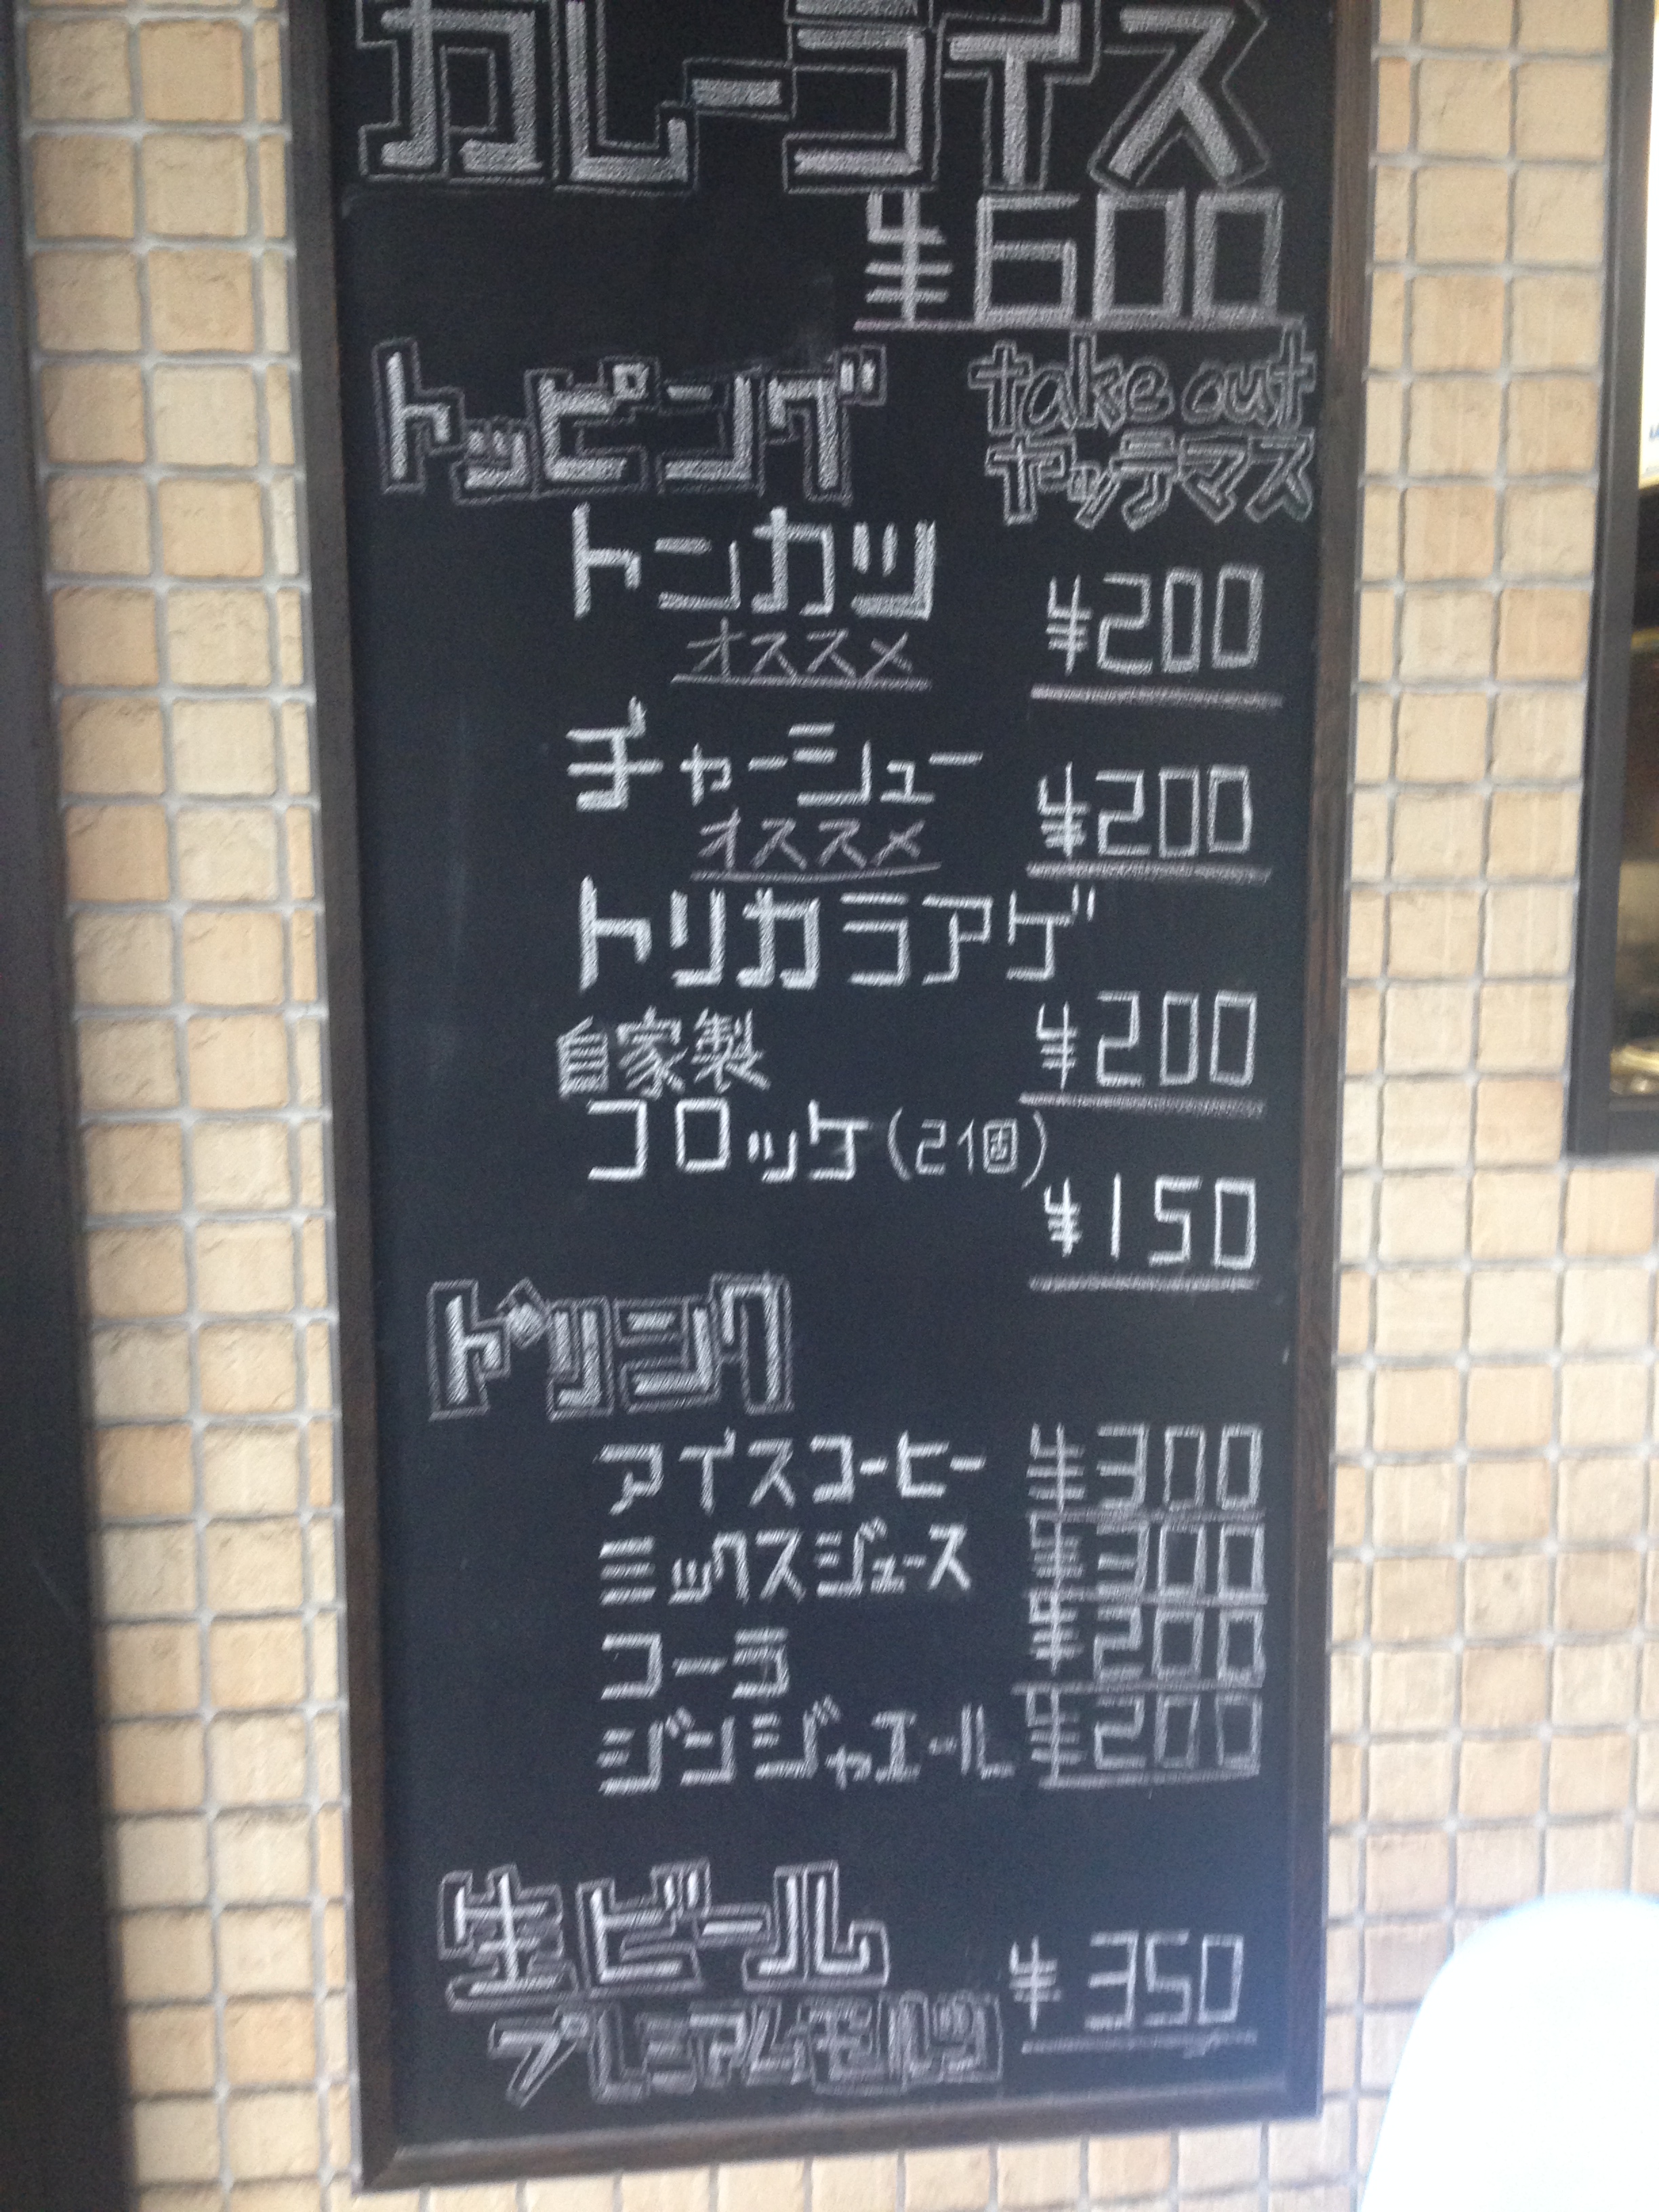 カレーライス
¥600
トッピング
take out
ヤッテマス
トンカツ
オススメ
¥200
チャーシュー
オススメ
¥200
トリカラアゲ
¥200
自家製
コロッケ(2個)
¥150
ドリンク
アイスコーヒー ¥300
ミックスジュース ¥300
コーラ ¥200
ジンジャエール ¥200
生ビール
¥350
プレミアムモルツ